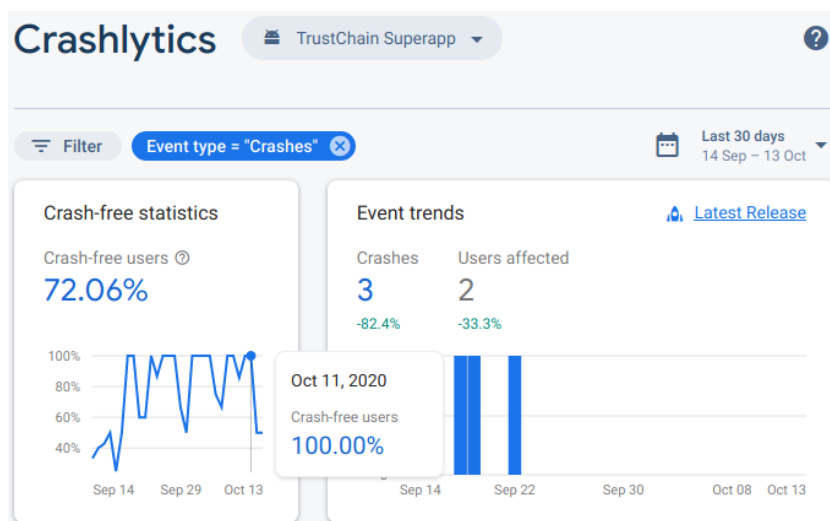 Crashlytics
TrustChain Superapp
Filter
Event type = "Crashes"
Last 30 days
14 Sep – 13 Oct
Crash-free statistics
Crash-free users
72.06%
100%
80%
60%
40%
Sep 14 Sep 29 Oct 13
Event trends
Latest Release
Crashes Users affected
3 2
-82.4% -33.3%
Oct 11, 2020
Crash-free users
100.00%
Sep 14 Sep 22 Sep 30 Oct 08 Oct 13